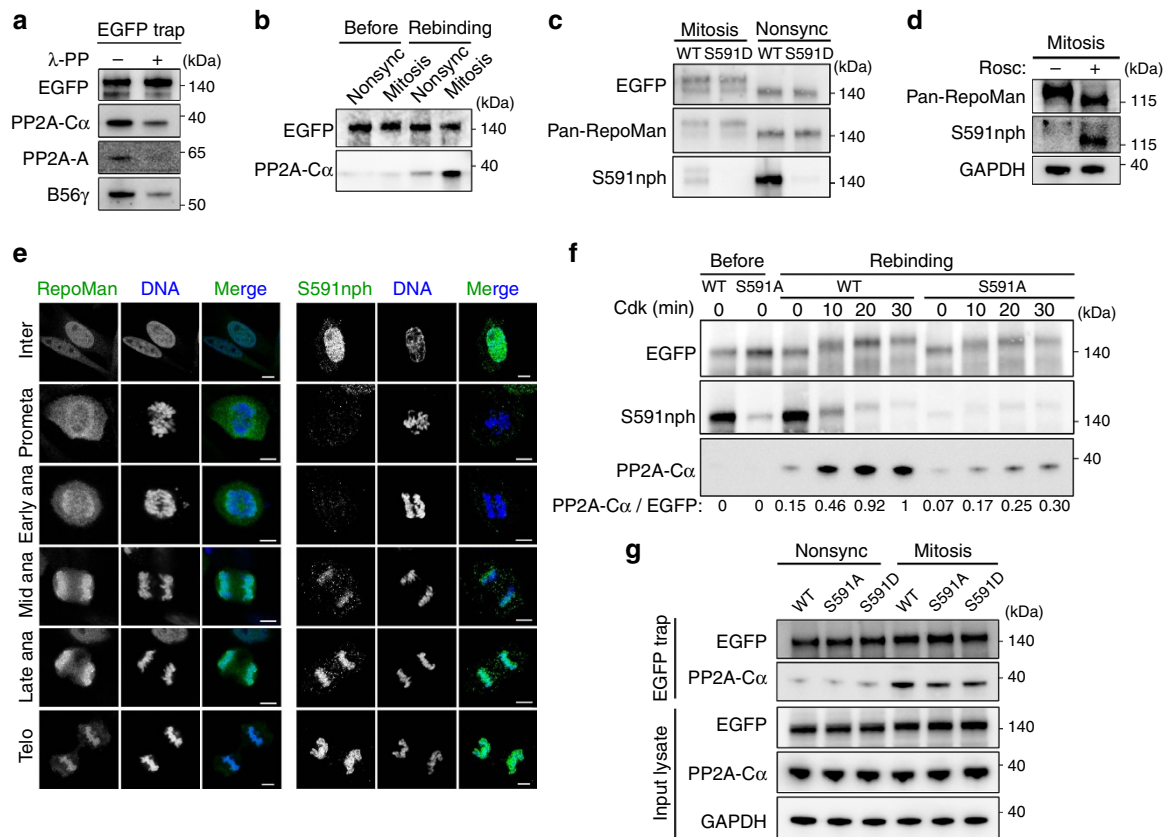 a
EGFP trap
λ-PP – + (kDa)
EGFP 140
PP2A-Cα 40
PP2A-A 65
B56γ 50
b
Before Rebinding
Nonsync Mitosis Nonsync Mitosis
(kDa)
EGFP 140
PP2A-Cα 40
c
Mitosis Nonsync
WT S591D WT S591D
(kDa)
EGFP 140
Pan-RepoMan 140
S591nph 140
d
Mitosis
Rosc: – + (kDa)
Pan-RepoMan 115
S591nph 115
GAPDH 40
e
RepoMan DNA Merge S591nph DNA Merge
Inter
Prometa
Early ana
Mid ana
Late ana
Telo
f
Before Rebinding
WT S591A WT S591A
Cdk (min) 0 0 0 10 20 30 0 10 20 30 (kDa)
EGFP 140
S591nph 140
PP2A-Cα 40
PP2A-Cα / EGFP: 0 0 0.15 0.46 0.92 1 0.07 0.17 0.25 0.30
g
Nonsync Mitosis
WT S591A S591D WT S591A S591D
(kDa)
EGFP trap
EGFP 140
PP2A-Cα 40
Input lysate
EGFP 140
PP2A-Cα 40
GAPDH 40